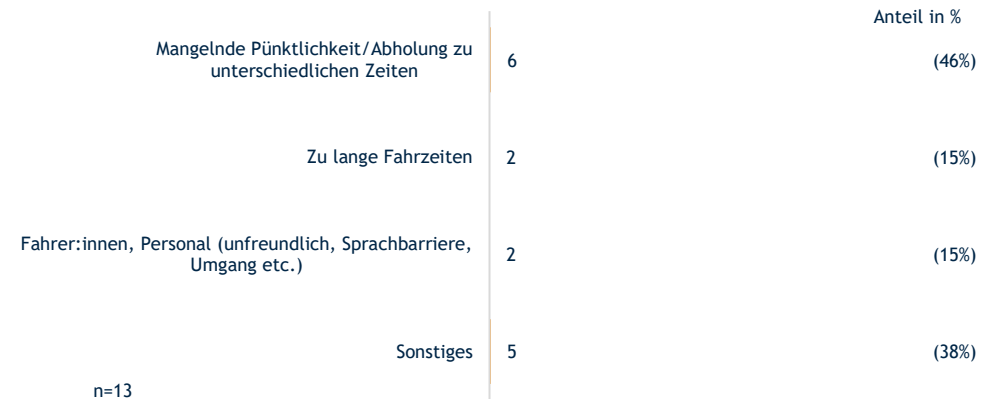 Anteil in %
Mangelnde Pünktlichkeit/Abholung zu
unterschiedlichen Zeiten
6
(46%)
Zu lange Fahrzeiten
2
(15%)
Fahrer:innen, Personal (unfreundlich, Sprachbarriere,
Umgang etc.)
2
(15%)
Sonstiges
5
(38%)
n=13